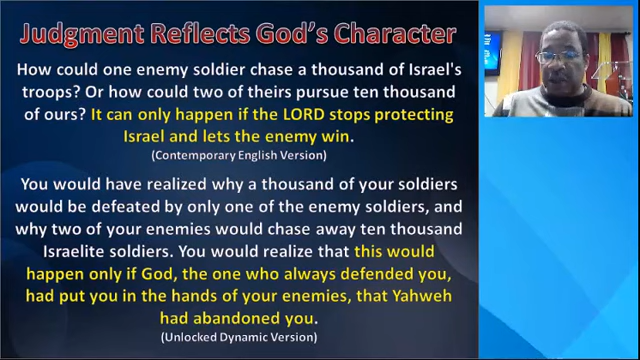 Judgment Reflects God's Character
How could one enemy soldier chase a thousand of Israel's
troops? Or how could two of theirs pursue ten thousand
of ours? It can only happen if the LORD stops protecting
Israel and lets the enemy win.
(Contemporary English Version)
You would have realized why a thousand of your soldiers
would be defeated by only one of the enemy soldiers, and
why two of your enemies would chase away ten thousand
Israelite soldiers. You would realize that this would
happen only if God, the one who always defended you,
had put you in the hands of your enemies, that Yahweh
had abandoned you.
(Unlocked Dynamic Version)